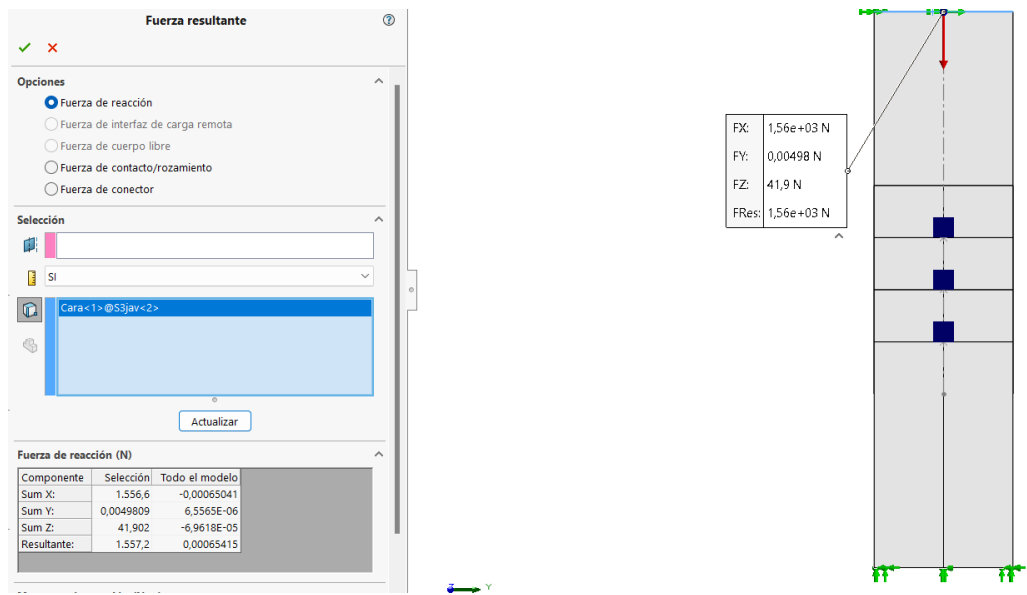 Fuerza resultante
Opciones
Fuerza de reacción
Fuerza de interfaz de carga remota
Fuerza de cuerpo libre
Fuerza de contacto/rozamiento
Fuerza de conector
Selección
SI
Cara<1>@S3jav<2>
Actualizar
Fuerza de reacción (N)
Componente Selección Todo el modelo
Sum X: 1.556,6 -0,00065041
Sum Y: 0,0049809 6,5565E-06
Sum Z: 41,902 -6,9618E-05
Resultante: 1.557,2 0,00065415
FX: 1,56e+03 N
FY: 0,00498 N
FZ: 41,9 N
FRes: 1,56e+03 N
Z Y